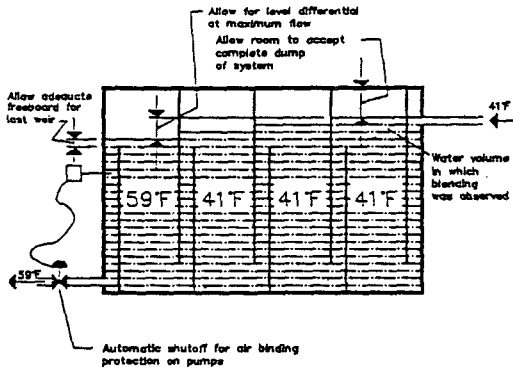 Allow for level differential
at maximum flow
Allow room to accept
complete dump
of system
Allow adequate
freeboard for
last weir
41°F
Water volume
in which
blending
was observed
59°F
41°F
41°F
41°F
59°F
Automatic shutoff for air binding
protection on pumps